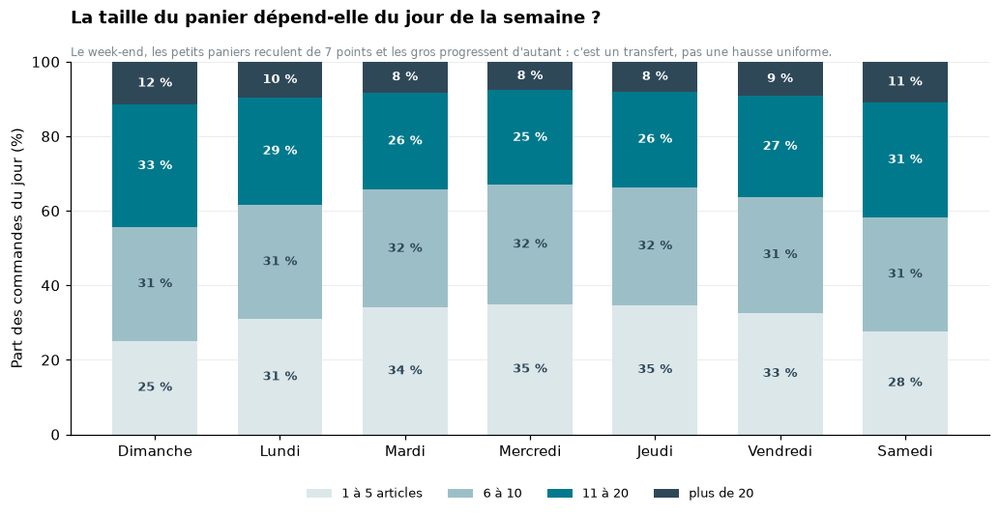 La taille du panier dépend-elle du jour de la semaine ?
Le week-end, les petits paniers reculent de 7 points et les gros progressent d'autant : c'est un transfert, pas une hausse uniforme.
Part des commandes du jour (%)
100
80
60
40
20
0
12 % 10 % 8 % 8 % 8 % 9 % 11 %
33 % 29 % 26 % 25 % 26 % 27 % 31 %
31 % 31 % 32 % 32 % 32 % 31 % 31 %
25 % 31 % 34 % 35 % 35 % 33 % 28 %
Dimanche Lundi Mardi Mercredi Jeudi Vendredi Samedi
1 à 5 articles 6 à 10 11 à 20 plus de 20